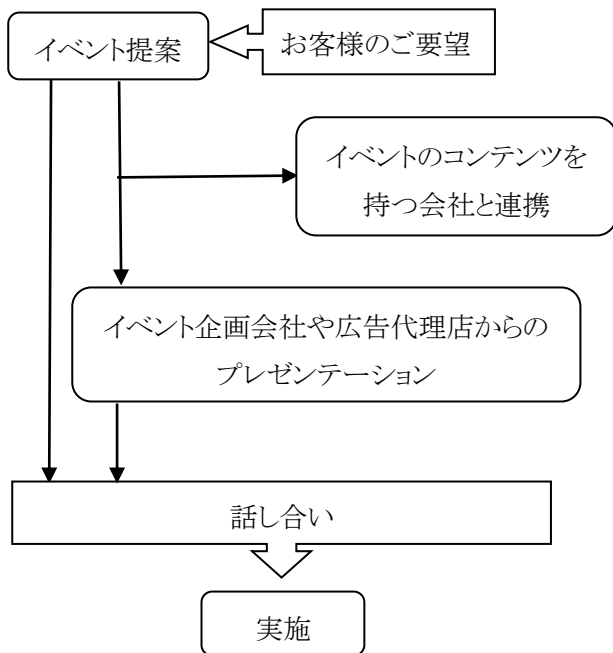 イベント提案
お客様のご要望
イベントのコンテンツを
持つ会社と連携
イベント企画会社や広告代理店からの
プレゼンテーション
話し合い
実施